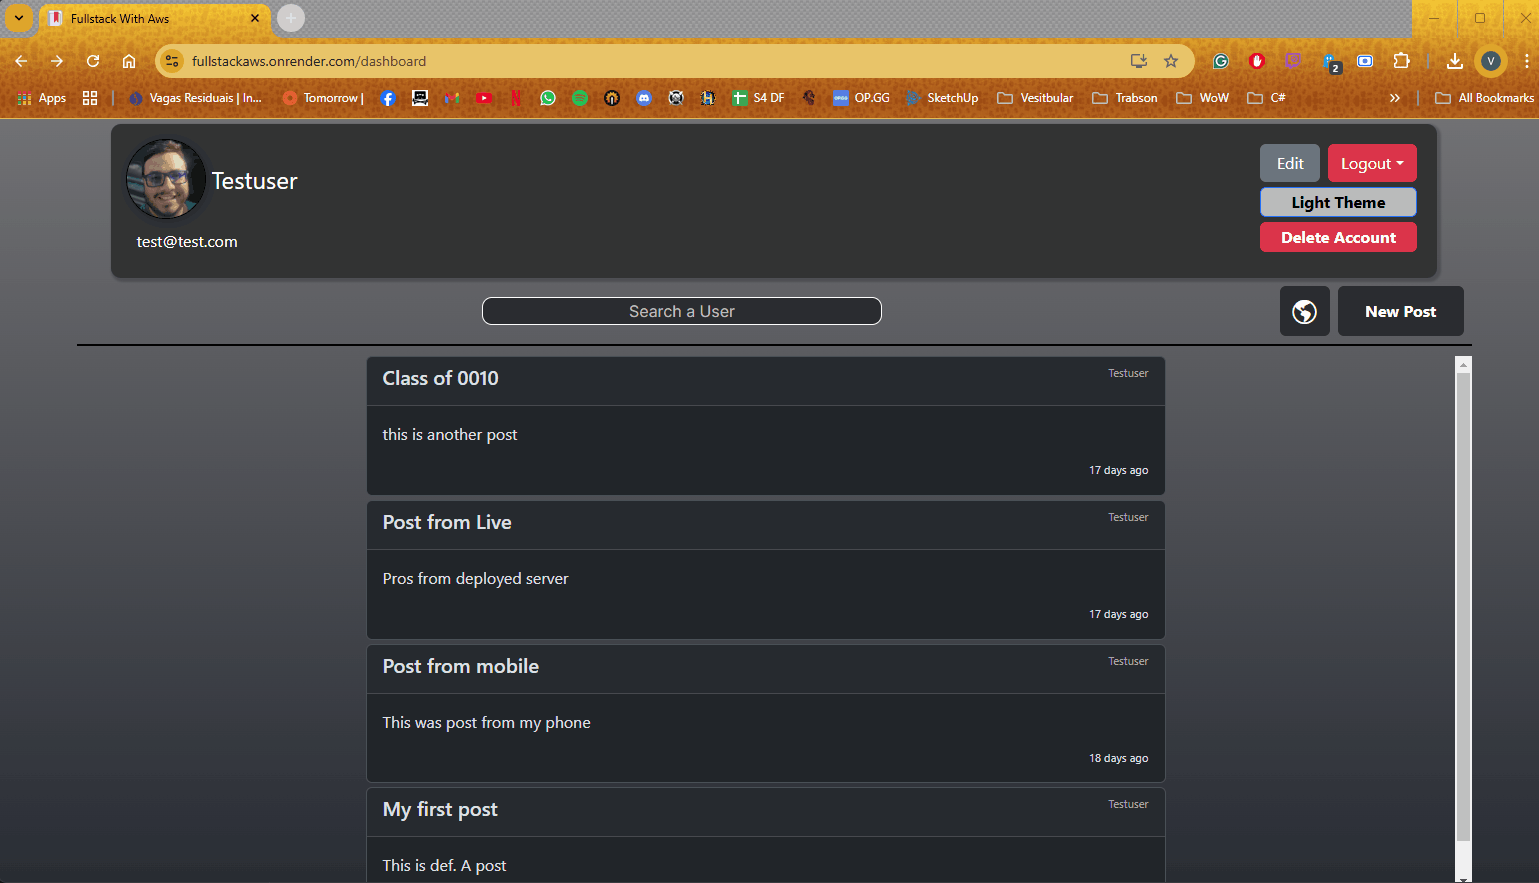 Fullstack With Aws
fullstackaws.onrender.com/dashboard
2
V
Apps
Vagas Residuais | In...
Tomorrow |
S4 DF
OP.GG
SketchUp
Vesitbular
Trabson
WoW
C#
All Bookmarks
Testuser
test@test.com
Edit
Logout
Light Theme
Delete Account
Search a User
New Post
Class of 0010
Testuser
this is another post
17 days ago
Post from Live
Testuser
Pros from deployed server
17 days ago
Post from mobile
Testuser
This was post from my phone
18 days ago
My first post
Testuser
This is def. A post